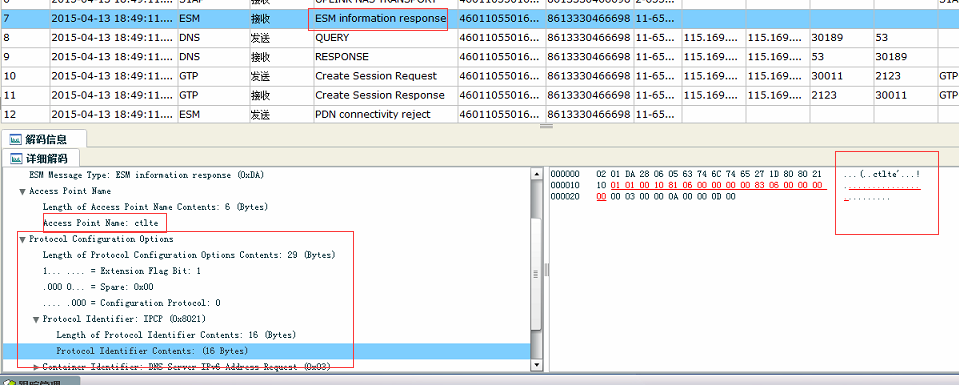 7 2015-04-13 18:49:11.... ESM 接收 ESM information response 46011055016... 8613330466698 11-65...
8 2015-04-13 18:49:11.... DNS 发送 QUERY 46011055016... 8613330466698 11-65... 115.169.... 115.169.... 30189 53
9 2015-04-13 18:49:11.... DNS 接收 RESPONSE 46011055016... 8613330466698 11-65... 115.169.... 115.169.... 53 30189
10 2015-04-13 18:49:11.... GTP 发送 Create Session Request 46011055016... 8613330466698 11-65... 115.169.... 115.169.... 30011 2123 GTP
11 2015-04-13 18:49:11.... GTP 接收 Create Session Response 46011055016... 8613330466698 11-65... 115.169.... 115.169.... 2123 30011 GTP
12 2015-04-13 18:49:11.... ESM 发送 PDN connectivity reject 46011055016... 8613330466698 11-65...
解码信息
详细解码
ESM Message Type: ESM information response (0xDA)
Access Point Name
Length of Access Point Name Contents: 6 (Bytes)
Access Point Name: ctlte
Protocol Configuration Options
Length of Protocol Configuration Options Contents: 29 (Bytes)
1... .... = Extension Flag Bit: 1
.000 0... = Spare: 0x00
.... .000 = Configuration Protocol: 0
Protocol Identifier: IPCP (0x8021)
Length of Protocol Identifier Contents: 16 (Bytes)
Protocol Identifier Contents: (16 Bytes)
Container Identifier: DNS Server IPv6 Address Request (0x03)
000000 02 01 DA 28 06 05 63 74 6C 74 65 27 1D 80 80 21 ...(..ctlte'...!
000010 10 01 01 00 10 81 06 00 00 00 00 83 06 00 00 00 ................
000020 00 00 03 00 00 0A 00 00 0D 00 ..........